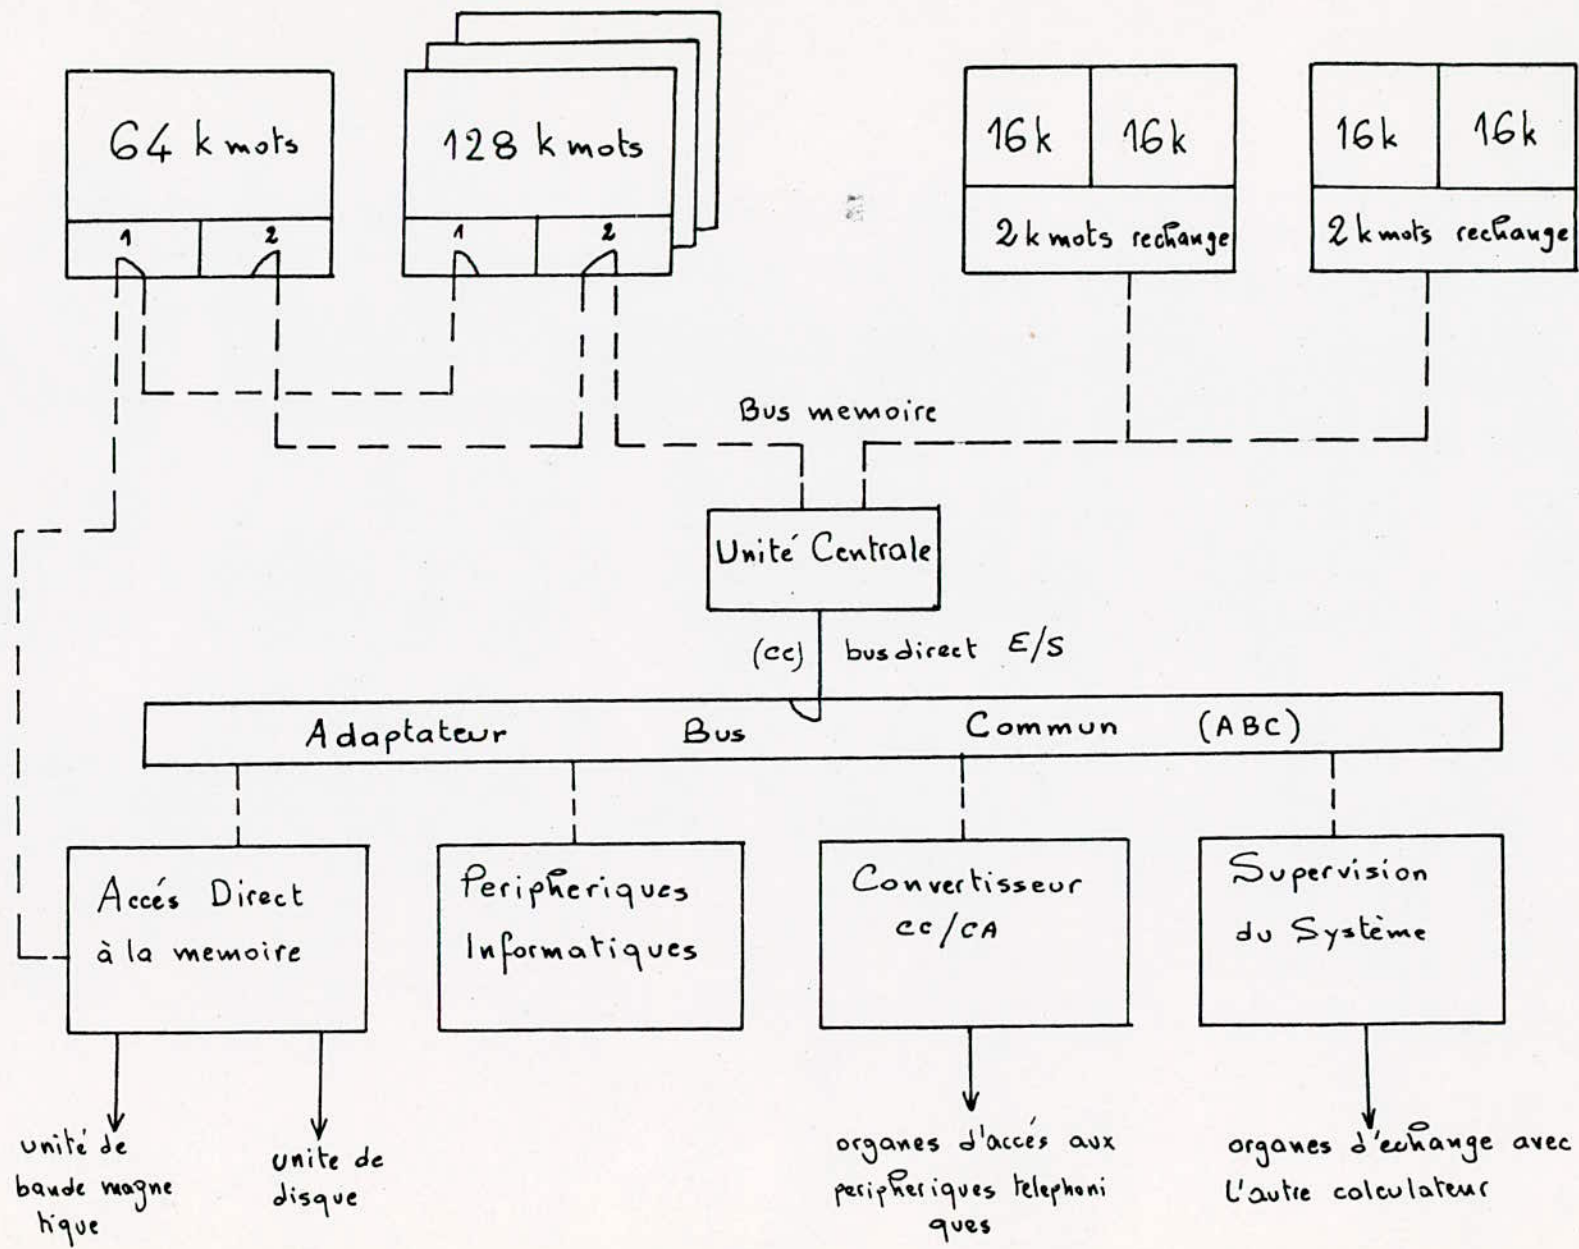 64 k mots
128 k mots
16k
16k
16k
16k
1
2
1
2
2 k mots rechange
2 k mots rechange
Bus memoire
Unité Centrale
(CC) bus direct E/S
Adaptateur Bus Commun (ABC)
Accés Direct
à la memoire
Peripheriques
Informatiques
Convertisseur
CC/CA
Supervision
du Système
unité de
bande magne
tique
unite de
disque
organes d'accés aux
peripheriques telephoni
ques
organes d'echange avec
l'autre calculateur